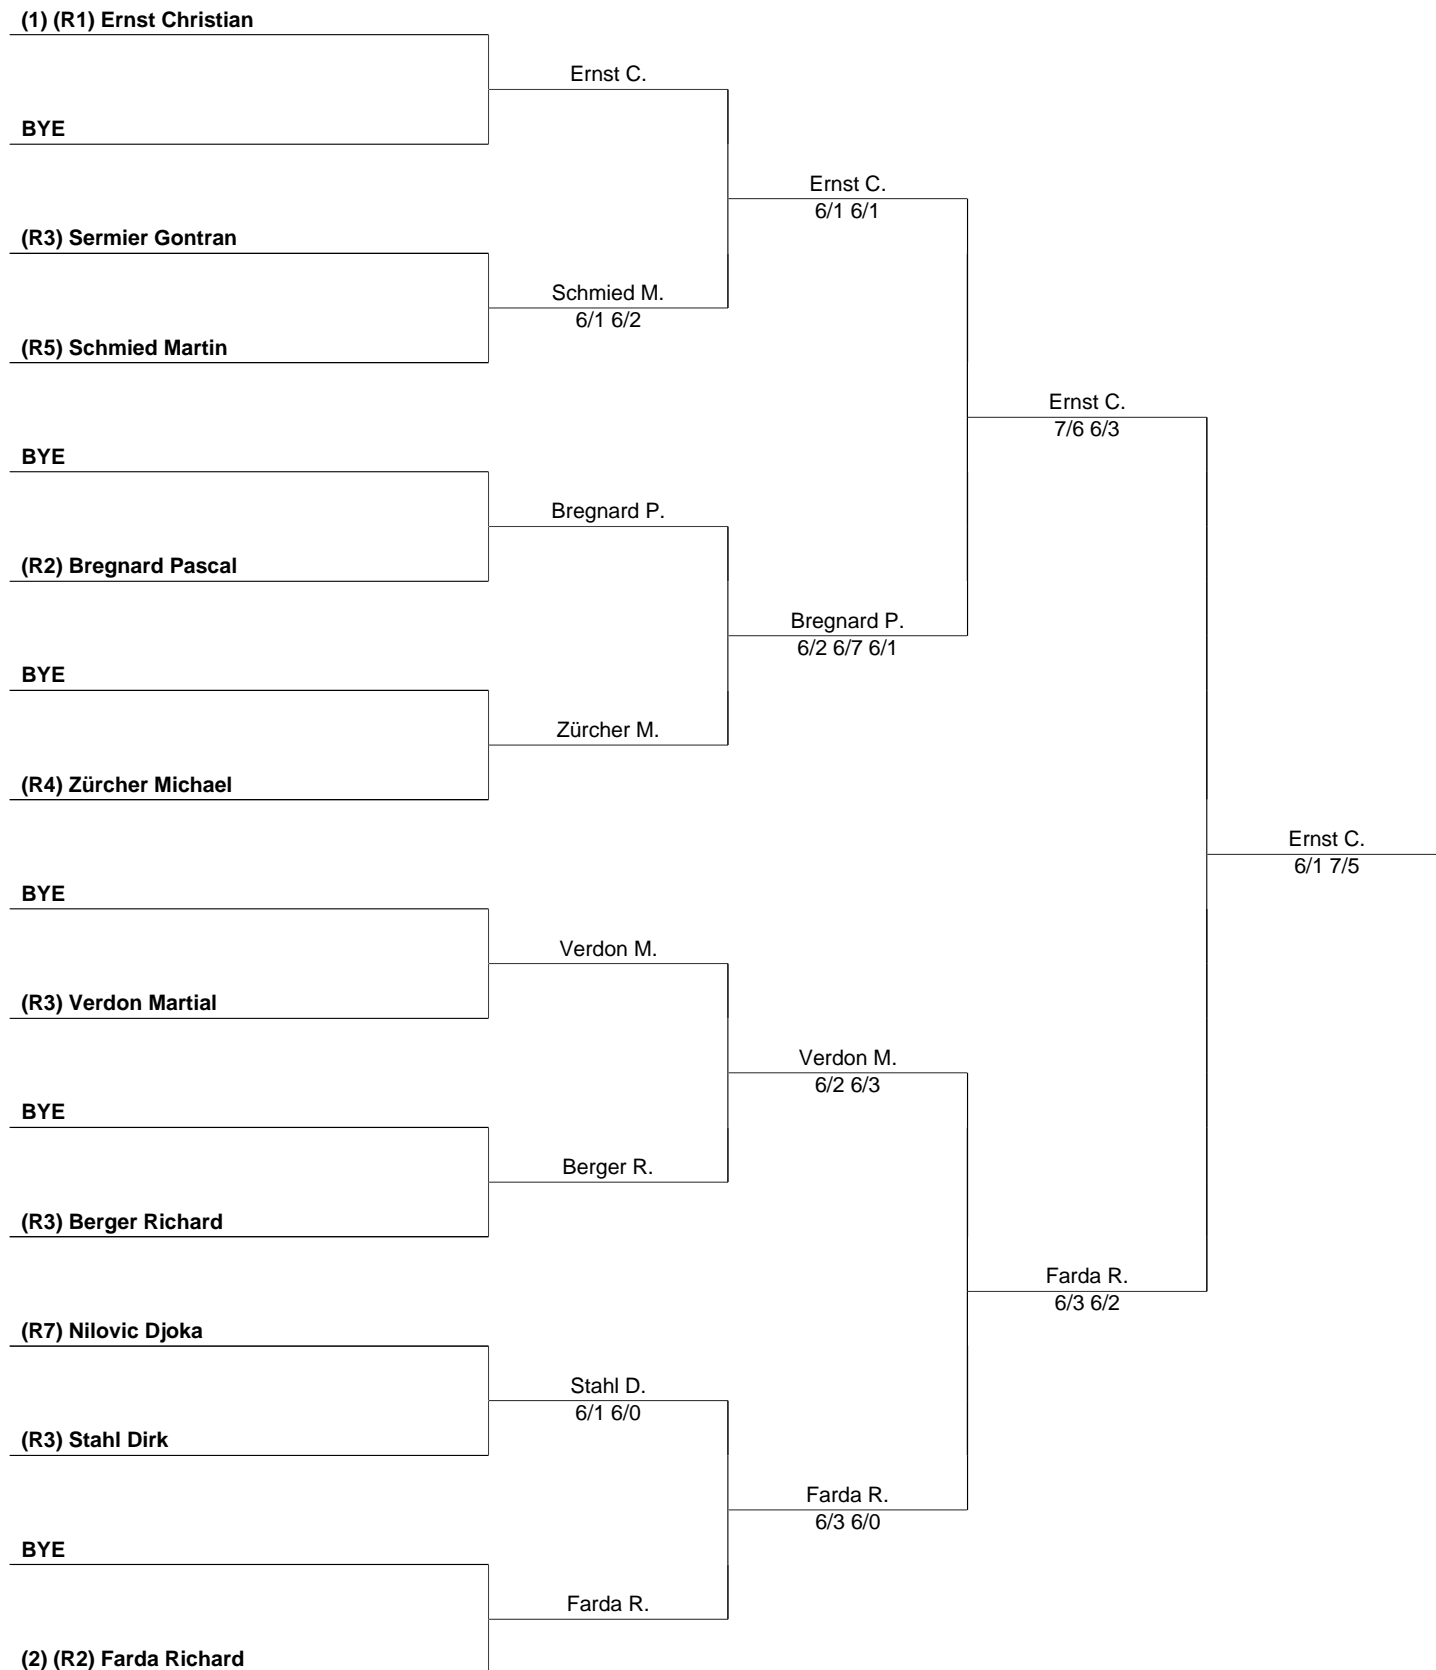 (1) (R1) Ernst Christian
Ernst C.
BYE
Ernst C.
6/1 6/1
(R3) Sermier Gontran
Schmied M.
6/1 6/2
(R5) Schmied Martin
Ernst C.
7/6 6/3
BYE
Bregnard P.
(R2) Bregnard Pascal
Bregnard P.
6/2 6/7 6/1
BYE
Zürcher M.
(R4) Zürcher Michael
Ernst C.
6/1 7/5
BYE
Verdon M.
(R3) Verdon Martial
Verdon M.
6/2 6/3
BYE
Berger R.
(R3) Berger Richard
Farda R.
6/3 6/2
(R7) Nilovic Djoka
Stahl D.
6/1 6/0
(R3) Stahl Dirk
Farda R.
6/3 6/0
BYE
Farda R.
(2) (R2) Farda Richard